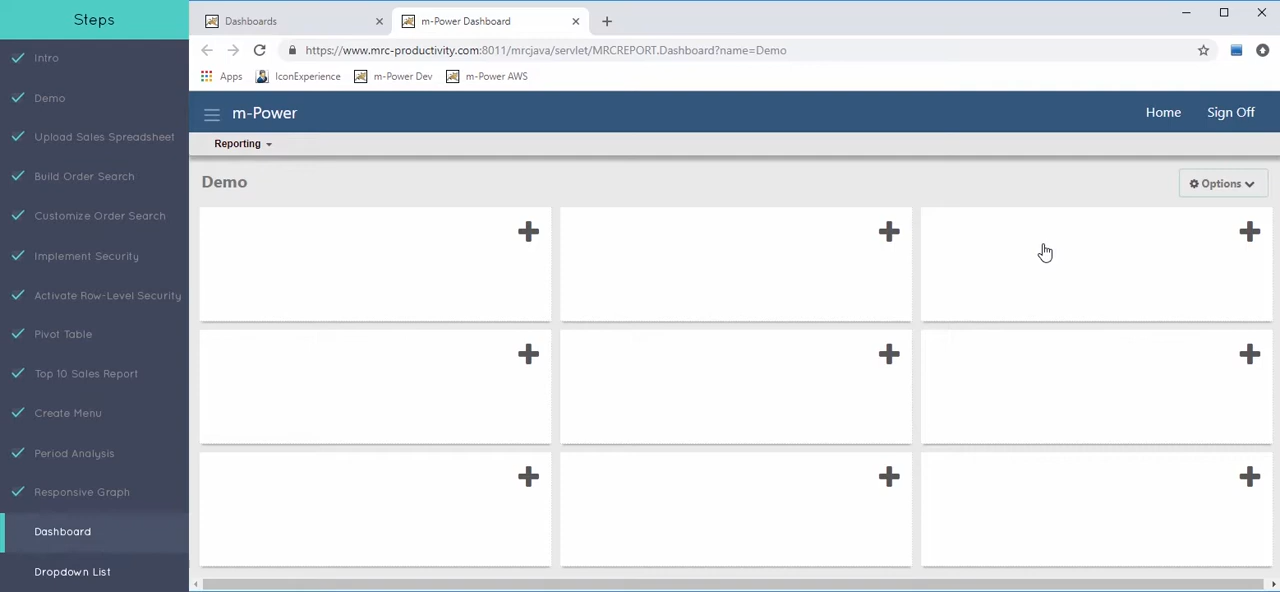 Steps
Intro
Demo
Upload Sales Spreadsheet
Build Order Search
Customize Order Search
Implement Security
Activate Row-Level Security
Pivot Table
Top 10 Sales Report
Create Menu
Period Analysis
Responsive Graph
Dashboard
Dropdown List
Dashboards
m-Power Dashboard
https://www.mrc-productivity.com:8011/mrcjava/servlet/MRCREPORT.Dashboard?name=Demo
Apps IconExperience m-Power Dev m-Power AWS
m-Power Home Sign Off
Reporting
Demo Options